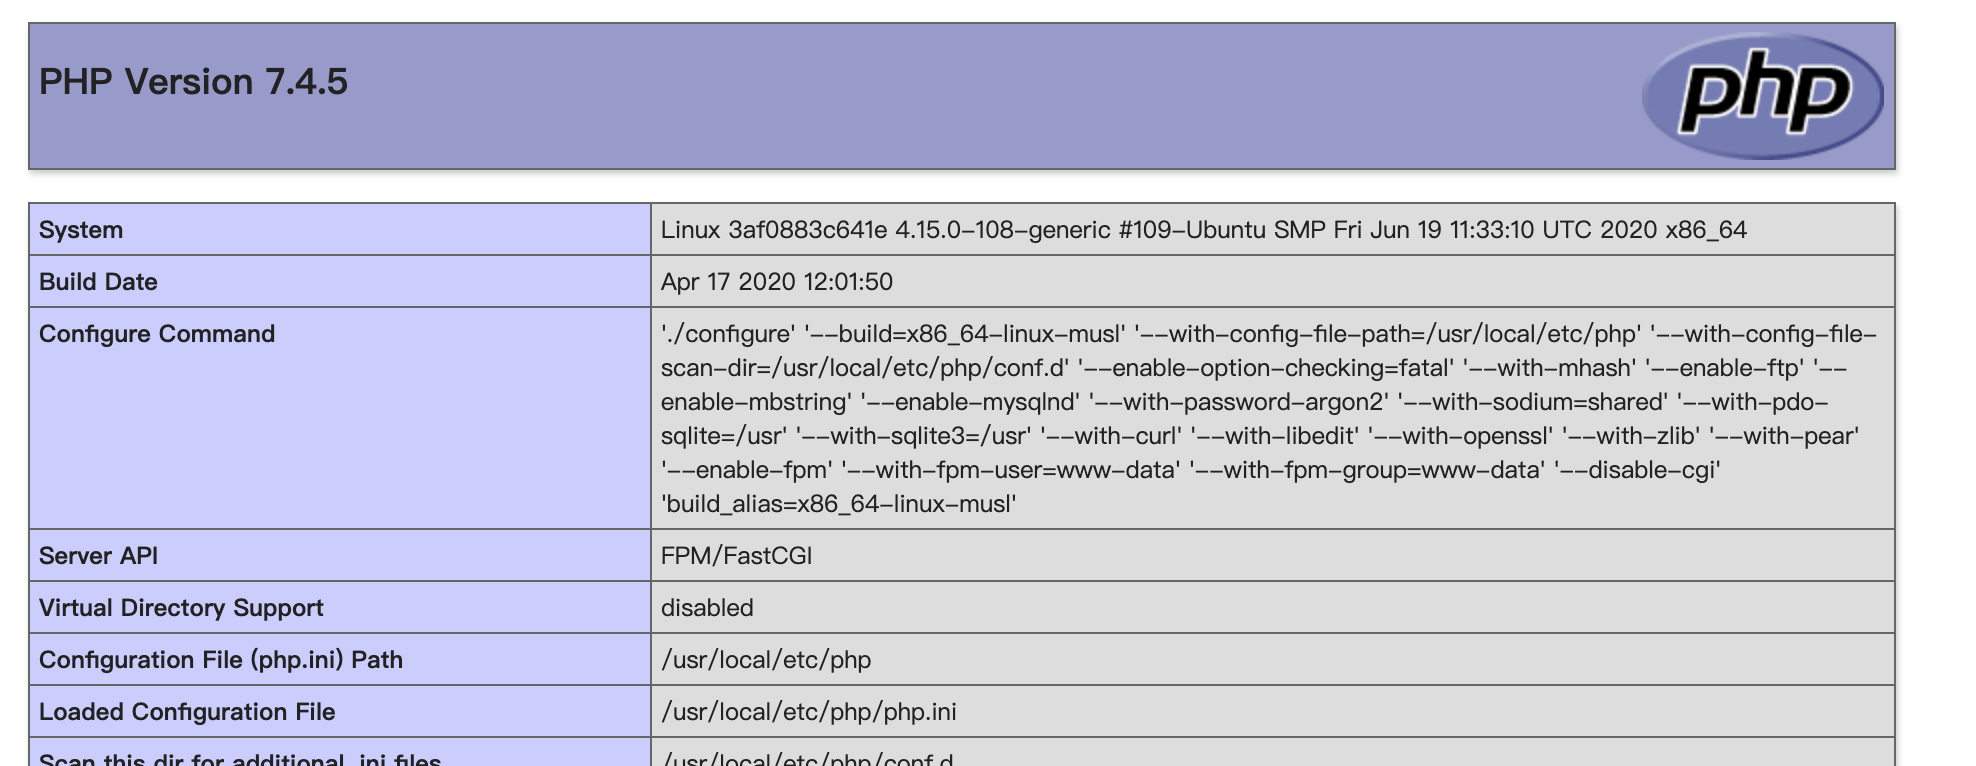 PHP Version 7.4.5
php
System
Linux 3af0883c641e 4.15.0-108-generic #109-Ubuntu SMP Fri Jun 19 11:33:10 UTC 2020 x86_64
Build Date
Apr 17 2020 12:01:50
Configure Command
'./configure' '--build=x86_64-linux-musl' '--with-config-file-path=/usr/local/etc/php' '--with-config-file-
scan-dir=/usr/local/etc/php/conf.d' '--enable-option-checking=fatal' '--with-mhash' '--enable-ftp' '--
enable-mbstring' '--enable-mysqlnd' '--with-password-argon2' '--with-sodium=shared' '--with-pdo-
sqlite=/usr' '--with-sqlite3=/usr' '--with-curl' '--with-libedit' '--with-openssl' '--with-zlib' '--with-pear'
'--enable-fpm' '--with-fpm-user=www-data' '--with-fpm-group=www-data' '--disable-cgi'
'build_alias=x86_64-linux-musl'
Server API
FPM/FastCGI
Virtual Directory Support
disabled
Configuration File (php.ini) Path
/usr/local/etc/php
Loaded Configuration File
/usr/local/etc/php/php.ini
Scan this dir for additional .ini files
/usr/local/etc/php/conf.d